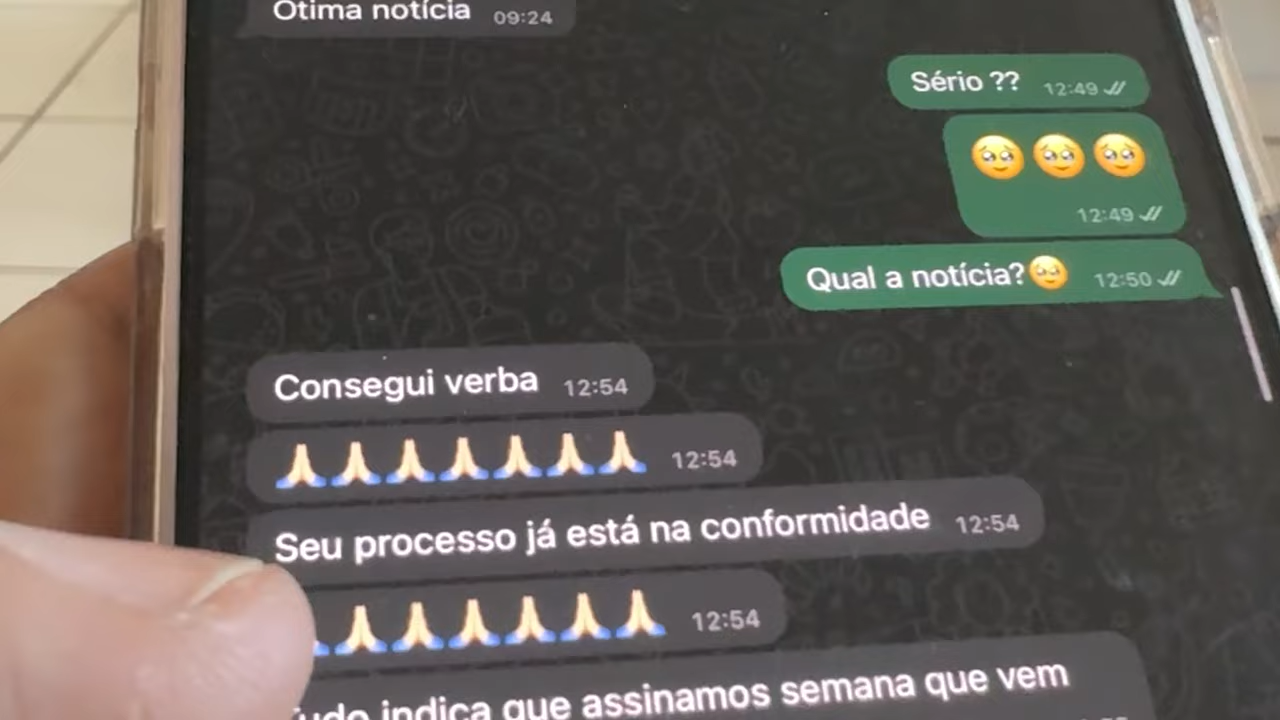 Ótima notícia 09:24
Sério ?? 12:49
🥹🥹🥹
12:49
Qual a notícia?🥹 12:50
Consegui verba 12:54
🙏🏻🙏🏻🙏🏻🙏🏻🙏🏻🙏🏻🙏🏻 12:54
Seu processo já está na conformidade 12:54
🙏🏻🙏🏻🙏🏻🙏🏻🙏🏻🙏🏻🙏🏻 12:54
Tudo indica que assinamos semana que vem